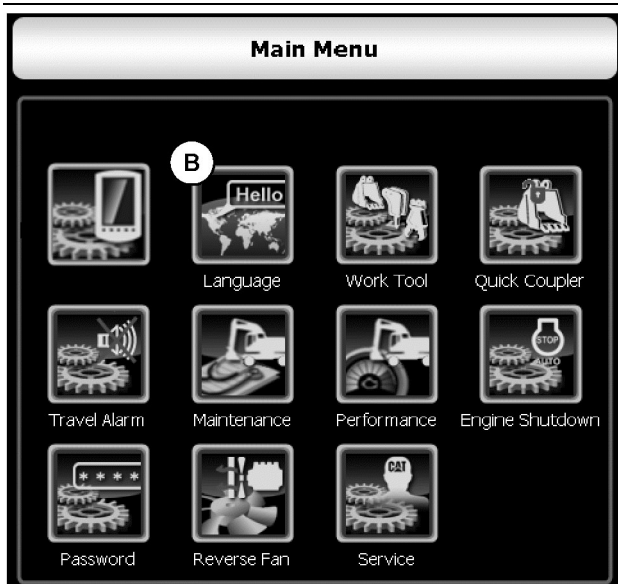 Main Menu
B
Hello
Language
Work Tool
Quick Coupler
STOP
AUTO
Travel Alarm
Maintenance
Performance
Engine Shutdown
* * * *
CAT
Password
Reverse Fan
Service